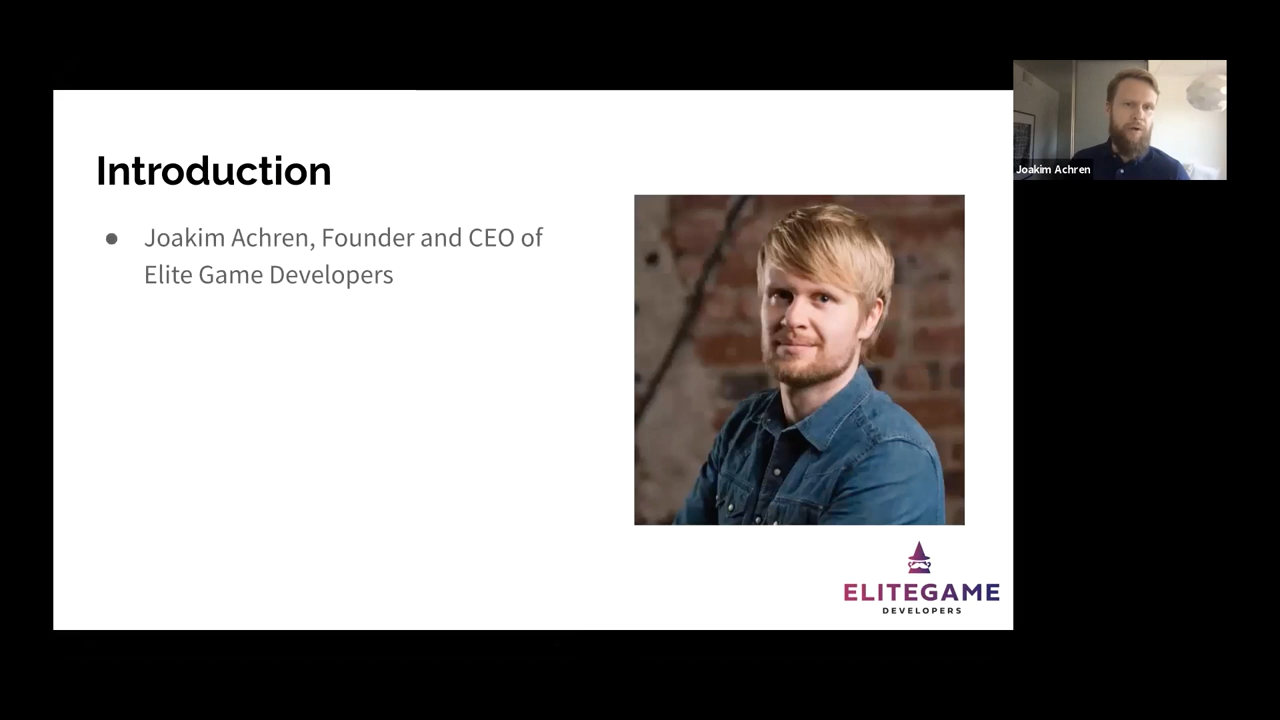 Introduction
● Joakim Achren, Founder and CEO of
Elite Game Developers
ELITEGAME
DEVELOPERS
Joakim Achren